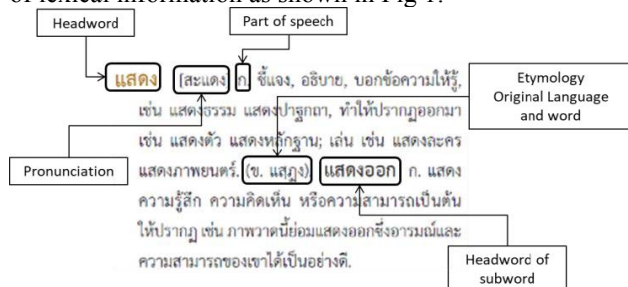 of lexical information as shown in Fig 1.
Headword
Part of speech
แสดง [สะแดง] ก. ชี้แจง, อธิบาย, บอกข้อความให้รู้,
เช่น แสดงธรรม แสดงปาฐกถา, ทำให้ปรากฏออกมา
เช่น แสดงตัว แสดงหลักฐาน; เล่น เช่น แสดงละคร
แสดงภาพยนตร์. (ข. แสฺดง) แสดงออก ก. แสดง
ความรู้สึก ความคิดเห็น หรือความสามารถเป็นต้น
ให้ปรากฏ เช่น ภาพวาดนี้ย่อมแสดงออกซึ่งอารมณ์และ
ความสามารถของเขาได้เป็นอย่างดี.
Etymology
Original Language
and word
Pronunciation
Headword of
subword